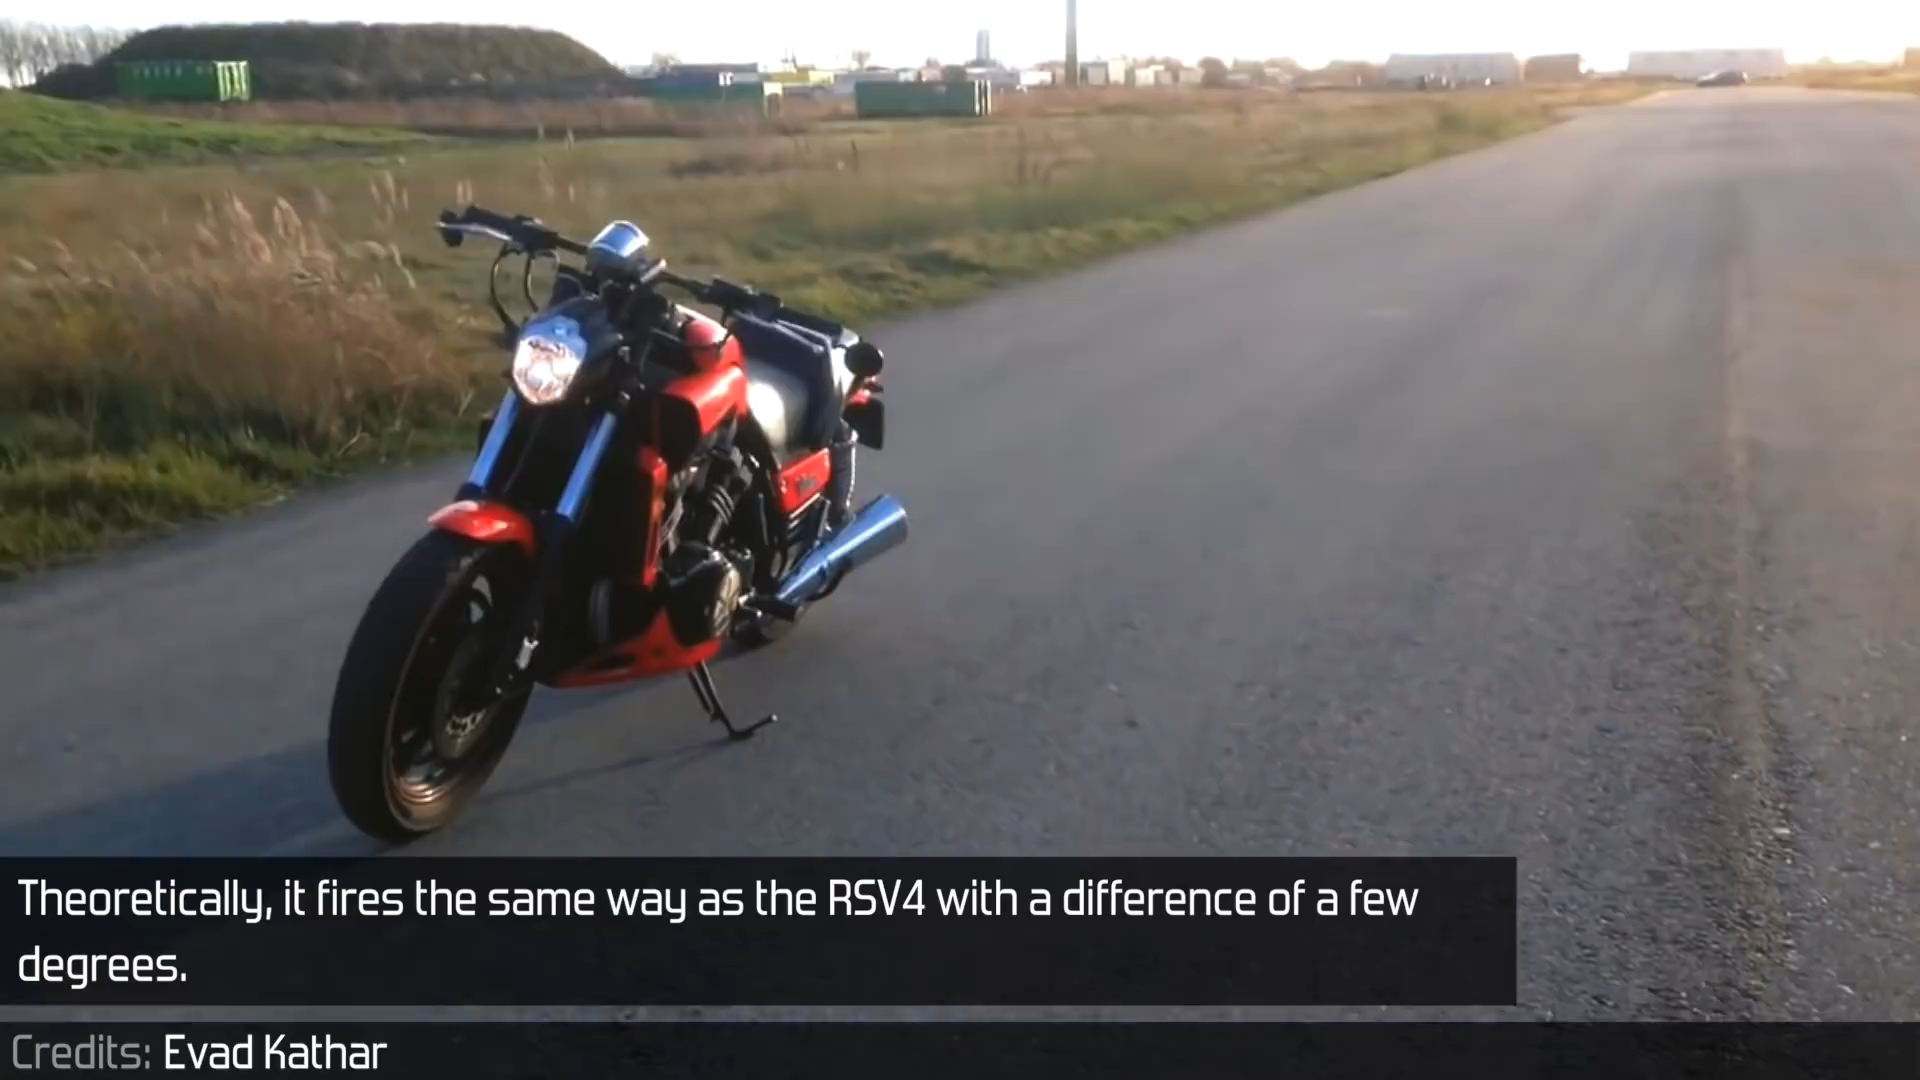 Theoretically, it fires the same way as the RSV4 with a difference of a few
degrees.
Credits: Evad Kathar